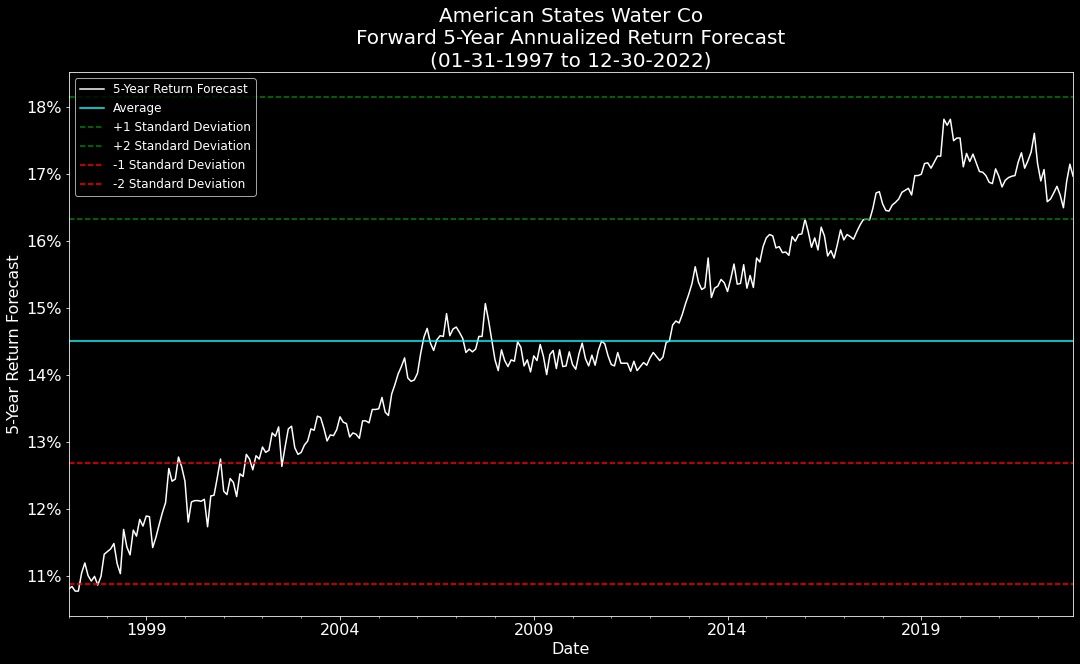 American States Water Co
Forward 5-Year Annualized Return Forecast
(01-31-1997 to 12-30-2022)
5-Year Return Forecast
Average
+1 Standard Deviation
+2 Standard Deviation
-1 Standard Deviation
-2 Standard Deviation
18%
17%
16%
15%
14%
13%
12%
11%
5-Year Return Forecast
1999
2004
2009
2014
2019
Date